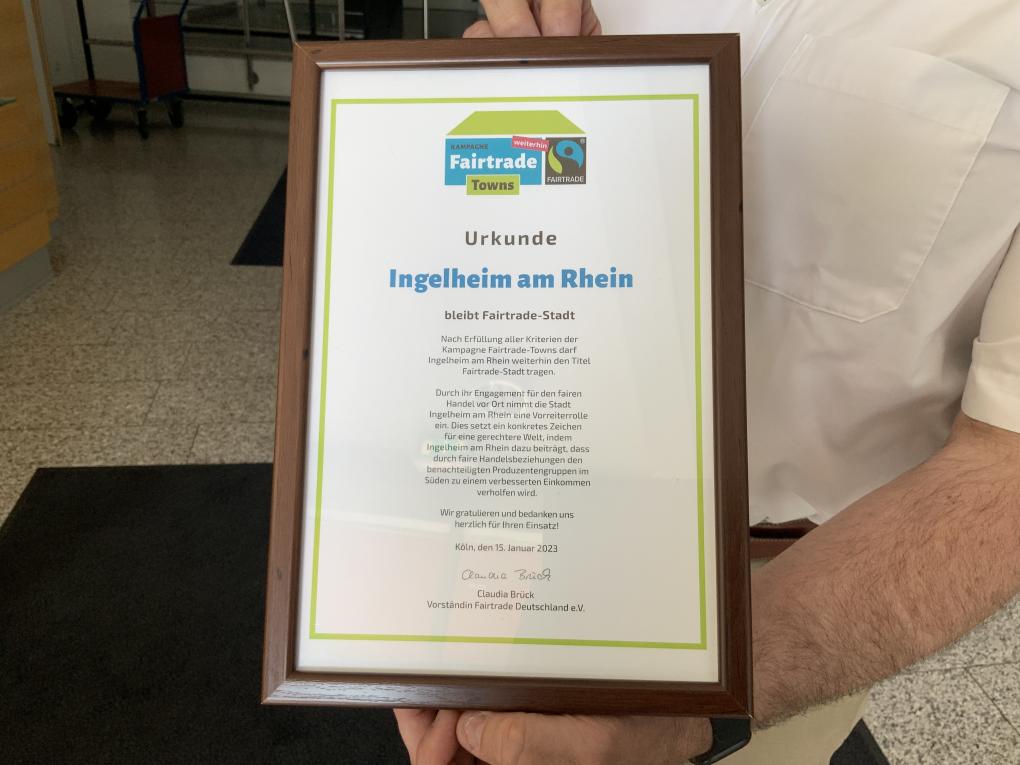 KAMPAGNE
weiterhin
Fairtrade
FAIRTRADE
Towns
Urkunde
Ingelheim am Rhein
bleibt Fairtrade-Stadt
Nach Erfüllung aller Kriterien der
Kampagne Fairtrade-Towns darf
Ingelheim am Rhein weiterhin den Titel
Fairtrade-Stadt tragen.
Durch ihr Engagement für den fairen
Handel vor Ort nimmt die Stadt
Ingelheim am Rhein eine Vorreiterrolle
ein. Dies setzt ein konkretes Zeichen
für eine gerechtere Welt, indem
Ingelheim am Rhein dazu beiträgt, dass
durch faire Handelsbeziehungen den
benachteiligten Produzentengruppen im
Süden zu einem verbesserten Einkommen
verholfen wird.
Wir gratulieren und bedanken uns
herzlich für Ihren Einsatz!
Köln, den 15. Januar 2023
Claudia Brück
Claudia Brück
Vorständin Fairtrade Deutschland e.V.